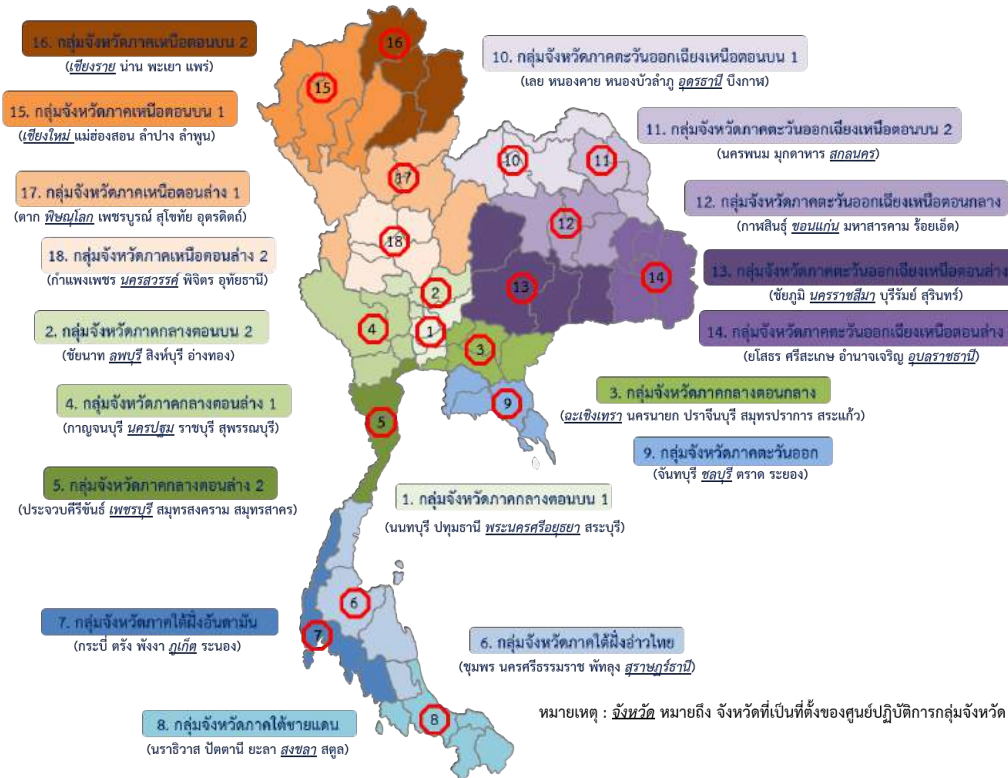 16. กลุ่มจังหวัดภาคเหนือตอนบน 2
(เชียงราย น่าน พะเยา แพร่)
15. กลุ่มจังหวัดภาคเหนือตอนบน 1
(เชียงใหม่ แม่ฮ่องสอน ลำปาง ลำพูน)
17. กลุ่มจังหวัดภาคเหนือตอนล่าง 1
(ตาก พิษณุโลก เพชรบูรณ์ สุโขทัย อุตรดิตถ์)
18. กลุ่มจังหวัดภาคเหนือตอนล่าง 2
(กำแพงเพชร นครสวรรค์ พิจิตร อุทัยธานี)
2. กลุ่มจังหวัดภาคกลางตอนบน 2
(ชัยนาท ลพบุรี สิงห์บุรี อ่างทอง)
4. กลุ่มจังหวัดภาคกลางตอนล่าง 1
(กาญจนบุรี นครปฐม ราชบุรี สุพรรณบุรี)
5. กลุ่มจังหวัดภาคกลางตอนล่าง 2
(ประจวบคีรีขันธ์ เพชรบุรี สมุทรสงคราม สมุทรสาคร)
7. กลุ่มจังหวัดภาคใต้ฝั่งอันดามัน
(กระบี่ ตรัง พังงา ภูเก็ต ระนอง)
8. กลุ่มจังหวัดภาคใต้ชายแดน
(นราธิวาส ปัตตานี ยะลา สงขลา สตูล)
16
15
17
18
10
11
12
13
14
2
1
4
3
9
5
6
7
8
10. กลุ่มจังหวัดภาคตะวันออกเฉียงเหนือตอนบน 1
(เลย หนองคาย หนองบัวลำภู อุดรธานี บึงกาฬ)
11. กลุ่มจังหวัดภาคตะวันออกเฉียงเหนือตอนบน 2
(นครพนม มุกดาหาร สกลนคร)
12. กลุ่มจังหวัดภาคตะวันออกเฉียงเหนือตอนกลาง
(กาฬสินธุ์ ขอนแก่น มหาสารคาม ร้อยเอ็ด)
13. กลุ่มจังหวัดภาคตะวันออกเฉียงเหนือตอนล่าง
(ชัยภูมิ นครราชสีมา บุรีรัมย์ สุรินทร์)
14. กลุ่มจังหวัดภาคตะวันออกเฉียงเหนือตอนล่าง
(ยโสธร ศรีสะเกษ อำนาจเจริญ อุบลราชธานี)
3. กลุ่มจังหวัดภาคกลางตอนกลาง
(ฉะเชิงเทรา นครนายก ปราจีนบุรี สมุทรปราการ สระแก้ว)
9. กลุ่มจังหวัดภาคตะวันออก
(จันทบุรี ชลบุรี ตราด ระยอง)
1. กลุ่มจังหวัดภาคกลางตอนบน 1
(นนทบุรี ปทุมธานี พระนครศรีอยุธยา สระบุรี)
6. กลุ่มจังหวัดภาคใต้ฝั่งอ่าวไทย
(ชุมพร นครศรีธรรมราช พัทลุง สุราษฎร์ธานี)
หมายเหตุ : จังหวัด หมายถึง จังหวัดที่เป็นที่ตั้งของศูนย์ปฏิบัติการกลุ่มจังหวัด